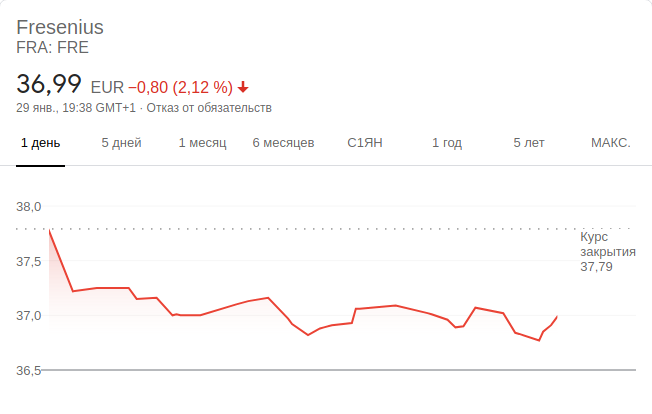 Fresenius
FRA: FRE
36,99 EUR −0,80 (2,12 %)
29 янв., 19:38 GMT+1 · Отказ от обязательств
1 день 5 дней 1 месяц 6 месяцев С1ЯН 1 год 5 лет МАКС.
38,0
Курс
закрытия
37,79
37,5
37,0
36,5